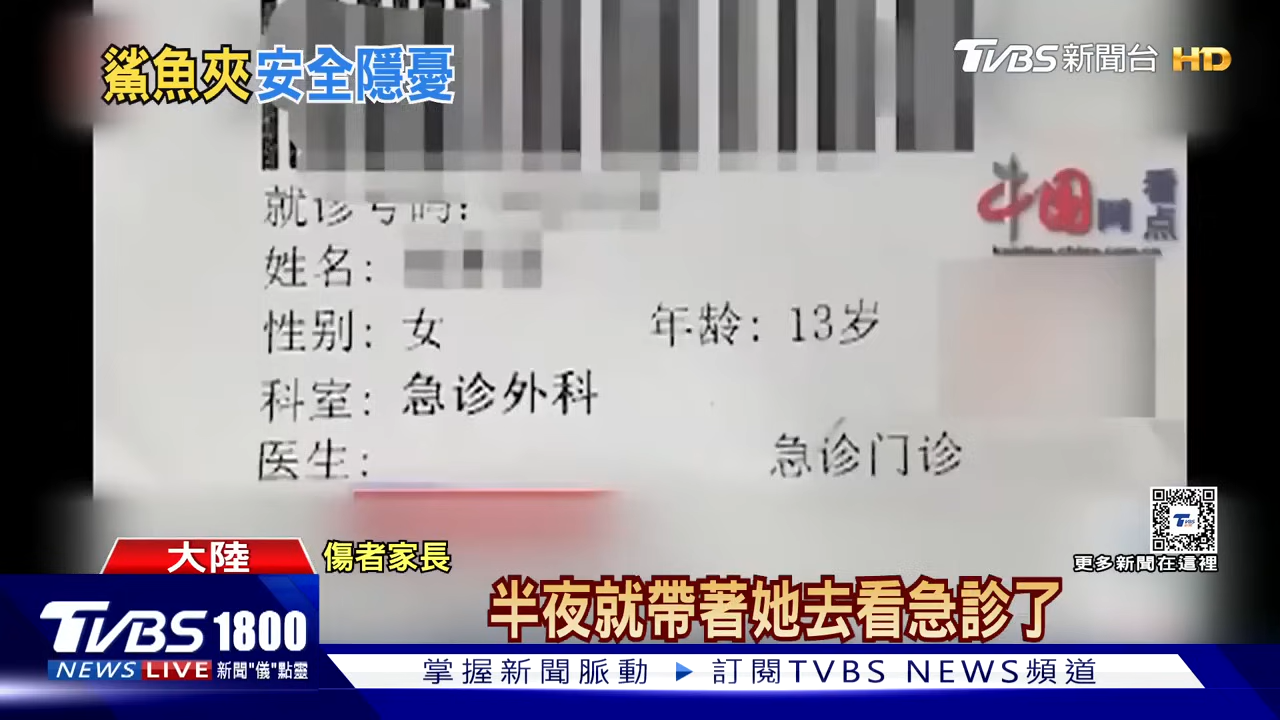 鯊魚夾安全隱憂
TVBS新聞台 HD
就诊号码:
中国网 看点
姓名:
性别: 女 年龄: 13岁
科室: 急诊外科
医生: 急诊门诊
更多新聞在這裡
大陸
傷者家長
半夜就帶著她去看急診了
TVBS 1800
NEWS LIVE 新聞"儀"點靈
掌握新聞脈動 ▶ 訂閱TVBS NEWS頻道